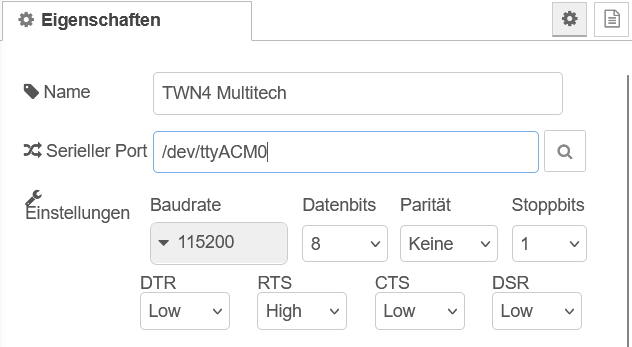 Eigenschaften
Name
TWN4 Multitech
Serieller Port
/dev/ttyACM0
Einstellungen
Baudrate Datenbits Parität Stoppbits
115200 8 Keine 1
DTR RTS CTS DSR
Low High Low Low